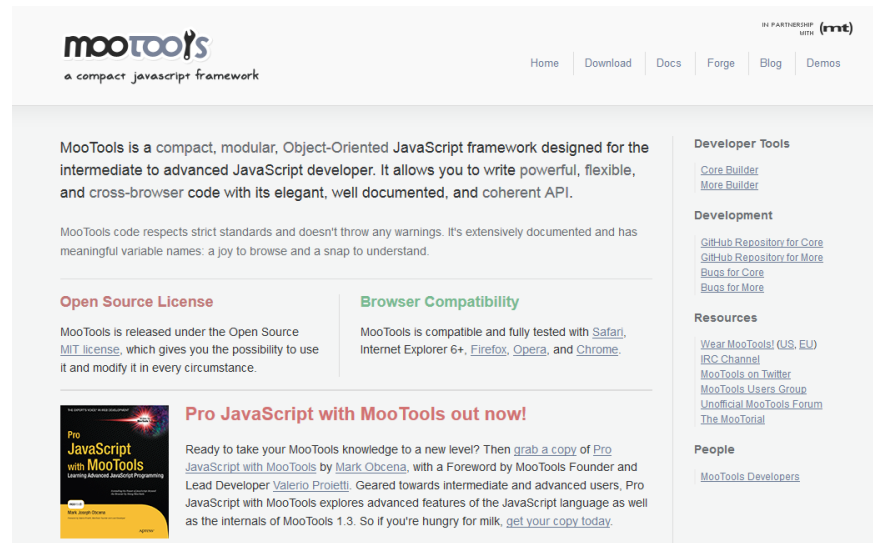 mootools
a compact javascript framework
IN PARTNERSHIP
WITH
(mt)
Home
Download
Docs
Forge
Blog
Demos
MooTools is a compact, modular, Object-Oriented JavaScript framework designed for the
intermediate to advanced JavaScript developer. It allows you to write powerful, flexible,
and cross-browser code with its elegant, well documented, and coherent API.
MooTools code respects strict standards and doesn't throw any warnings. It's extensively documented and has
meaningful variable names: a joy to browse and a snap to understand.
Open Source License
MooTools is released under the Open Source
MIT license, which gives you the possibility to use
it and modify it in every circumstance.
Browser Compatibility
MooTools is compatible and fully tested with Safari,
Internet Explorer 6+, Firefox, Opera, and Chrome.
Pro
JavaScript
with MooTools
Learning Advanced JavaScript Programming
Mark Joseph Obcena
Pro JavaScript with MooTools out now!
Ready to take your MooTools knowledge to a new level? Then grab a copy of Pro
JavaScript with MooTools by Mark Obcena, with a Foreword by MooTools Founder and
Lead Developer Valerio Proietti. Geared towards intermediate and advanced users, Pro
JavaScript with MooTools explores advanced features of the JavaScript language as well
as the internals of MooTools 1.3. So if you're hungry for milk, get your copy today.
Developer Tools
Core Builder
More Builder
Development
GitHub Repository for Core
GitHub Repository for More
Bugs for Core
Bugs for More
Resources
Wear MooTools! (US, EU)
IRC Channel
MooTools on Twitter
MooTools Users Group
Unofficial MooTools Forum
The MooTorial
People
MooTools Developers